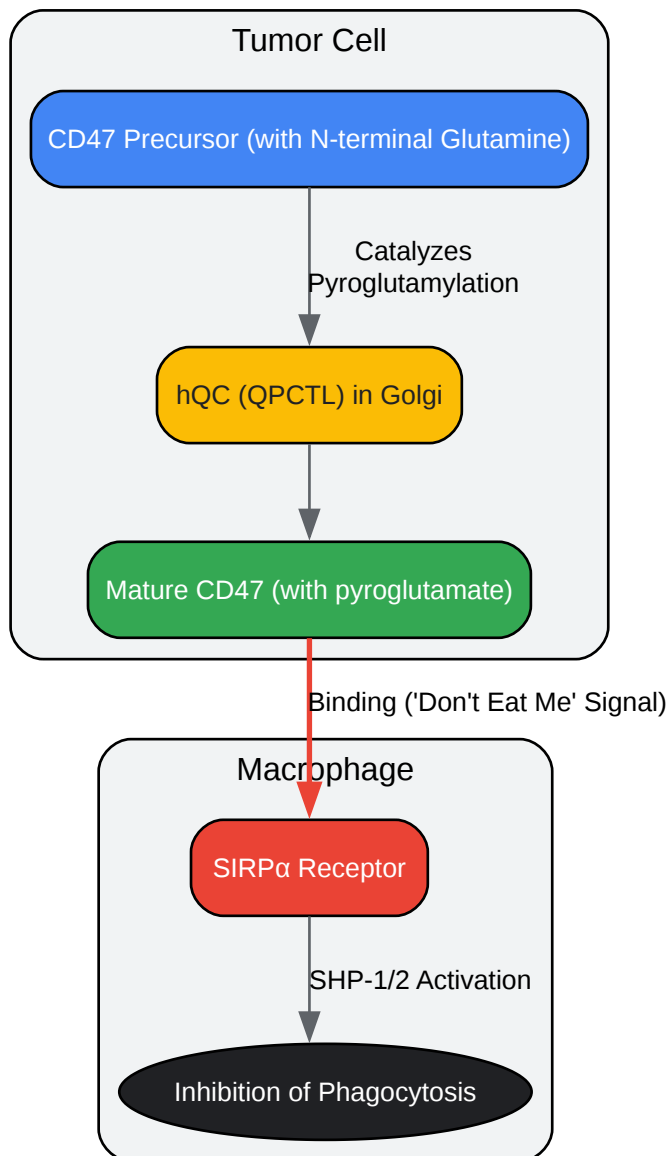 Tumor Cell
CD47 Precursor (with N-terminal Glutamine)
Catalyzes
Pyroglutamylation
hQC (QPCTL) in Golgi
Mature CD47 (with pyroglutamate)
Binding ('Don't Eat Me' Signal)
Macrophage
SIRPα Receptor
SHP-1/2 Activation
Inhibition of Phagocytosis